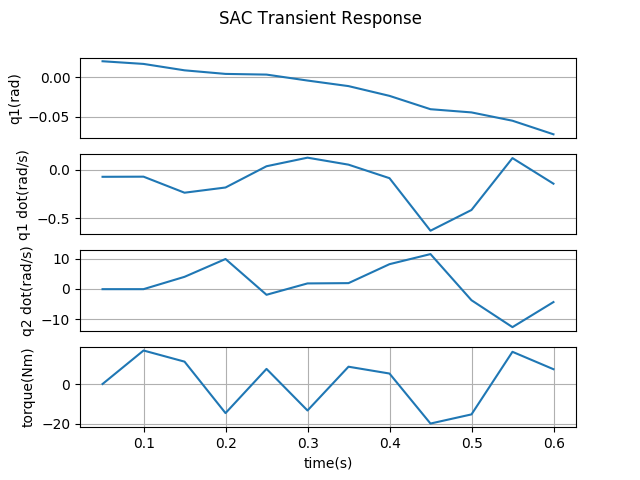 SAC Transient Response
q1(rad)
0.00
−0.05
q1 dot(rad/s)
0.0
−0.5
q2 dot(rad/s)
10
0
−10
torque(Nm)
0
−20
0.1 0.2 0.3 0.4 0.5 0.6
time(s)